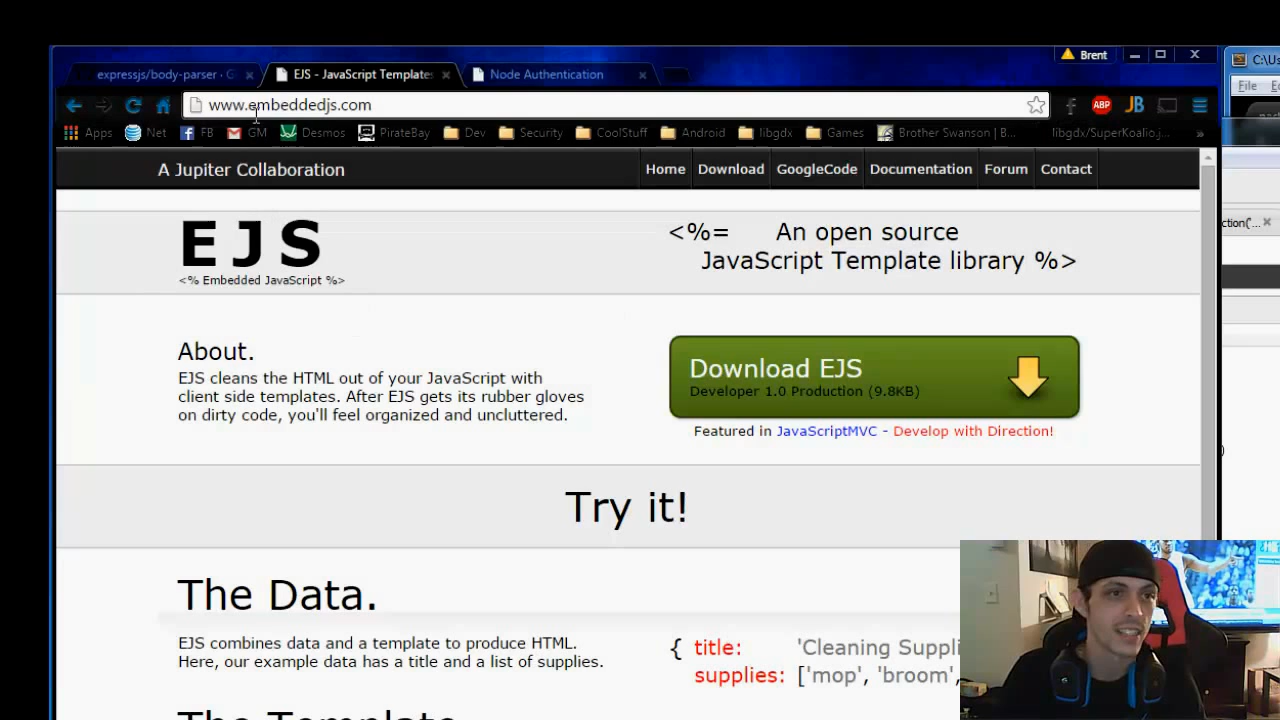 Brent
expressjs/body-parser · G
EJS - JavaScript Templates
Node Authentication
C:\Us
www.embeddedjs.com
ABP
JB
File
Apps
Net
FB
GM
Desmos
PirateBay
Dev
Security
CoolStuff
Android
libgdx
Games
Brother Swanson | B...
libgdx/SuperKoalio.j...
»
A Jupiter Collaboration
Home
Download
GoogleCode
Documentation
Forum
Contact
ction('...
EJS
<% Embedded JavaScript %>
<%= An open source
JavaScript Template library %>
About.
EJS cleans the HTML out of your JavaScript with
client side templates. After EJS gets its rubber gloves
on dirty code, you'll feel organized and uncluttered.
Download EJS
Developer 1.0 Production (9.8KB)
Featured in JavaScriptMVC - Develop with Direction!
Try it!
The Data.
EJS combines data and a template to produce HTML.
Here, our example data has a title and a list of supplies.
{ title: 'Cleaning Suppli
supplies: ['mop', 'broom',
The Template